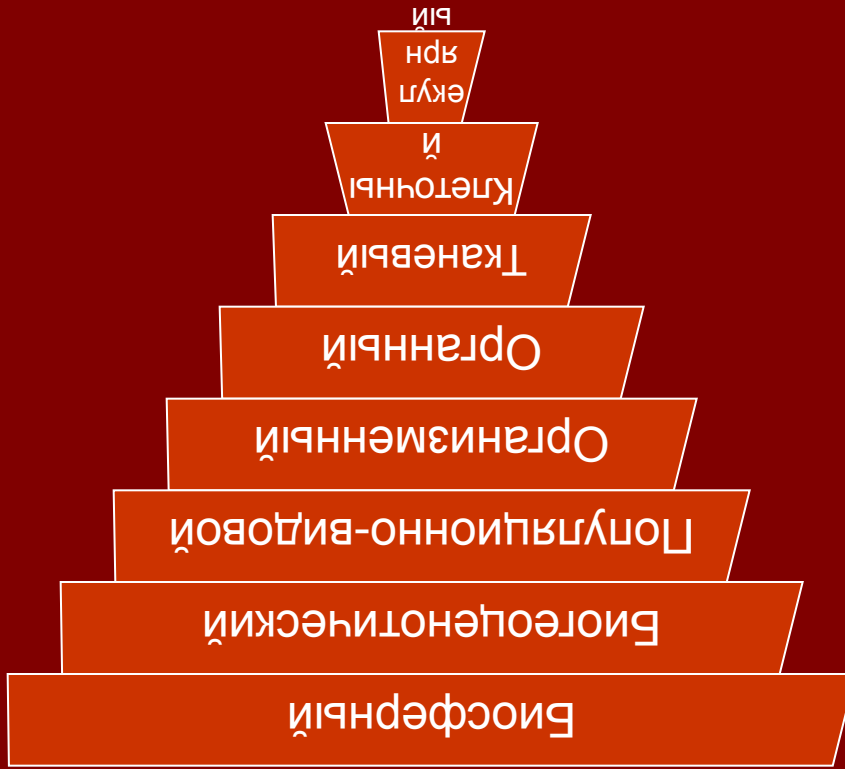 Биосферный
Биогеоценотический
Популяционно-видовой
Организменный
Органный
Тканевый
Клеточны
й
екул
ярн
ый